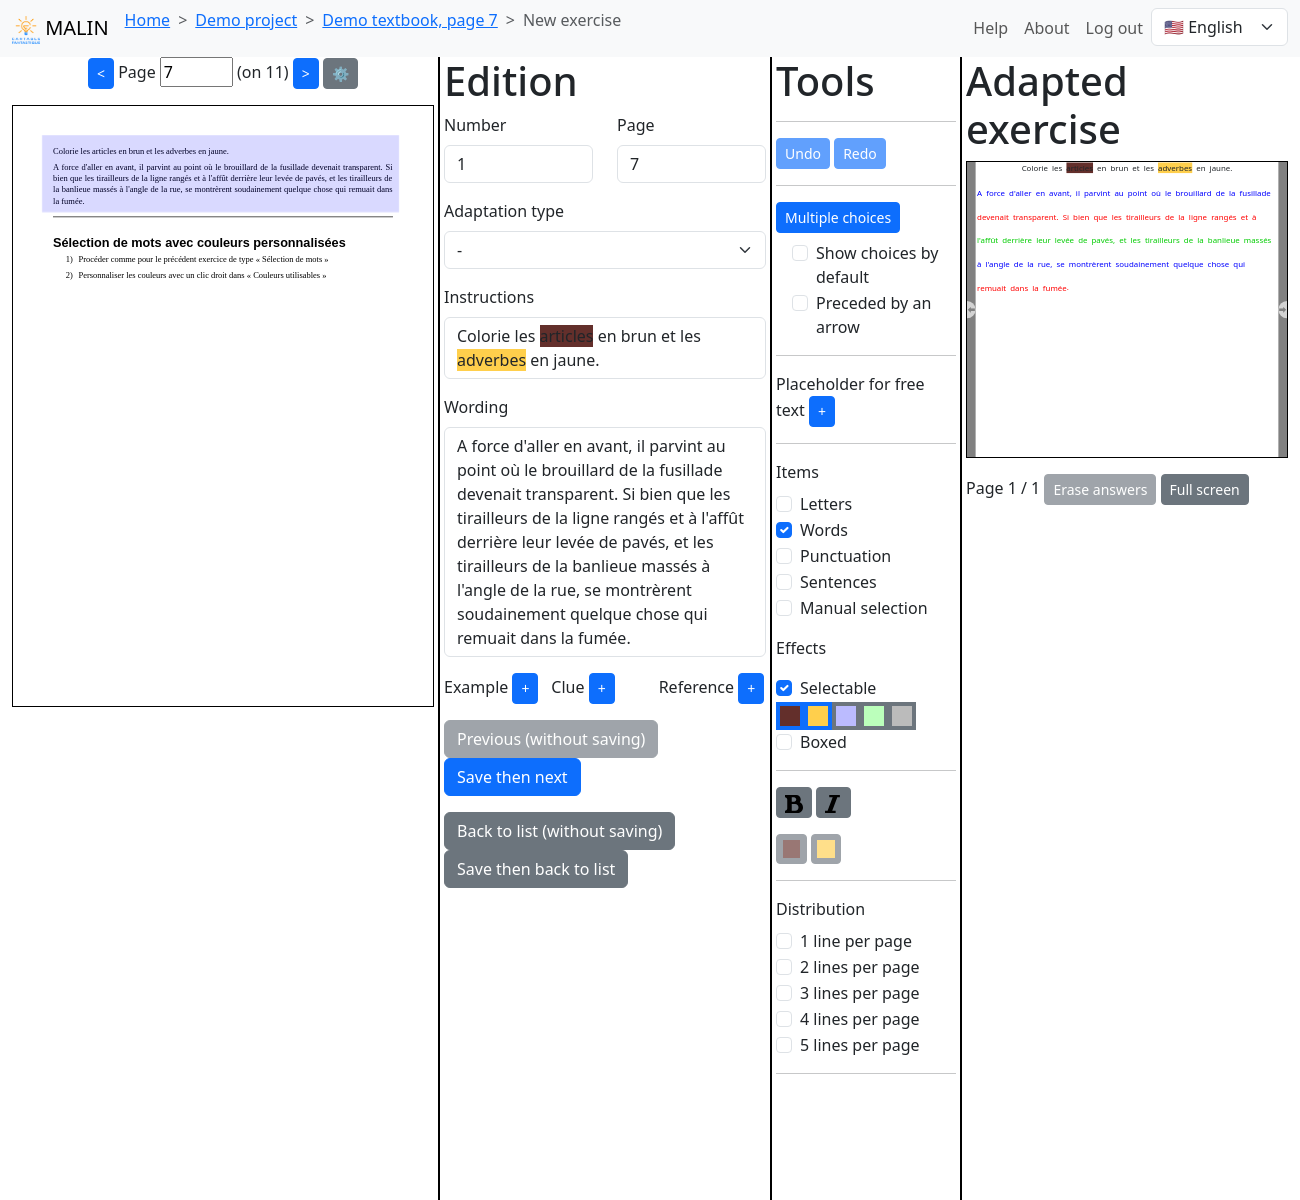 MALIN
Home > Demo project > Demo textbook, page 7 > New exercise
Help About Log out 🇺🇸 English
< Page 7 (on 11) > ⚙️
Colorie les articles en brun et les adverbes en jaune.
A force d'aller en avant, il parvint au point où le brouillard de la fusillade devenait transparent. Si
bien que les tirailleurs de la ligne rangés et à l'affût derrière leur levée de pavés, et les tirailleurs de
la banlieue massés à l'angle de la rue, se montrèrent soudainement quelque chose qui remuait dans
la fumée.
Sélection de mots avec couleurs personnalisées
1) Procéder comme pour le précédent exercice de type « Sélection de mots »
2) Personnaliser les couleurs avec un clic droit dans « Couleurs utilisables »
Edition
Number Page
1 7
Adaptation type
-
Instructions
Colorie les articles en brun et les
adverbes en jaune.
Wording
A force d'aller en avant, il parvint au
point où le brouillard de la fusillade
devenait transparent. Si bien que les
tirailleurs de la ligne rangés et à l'affût
derrière leur levée de pavés, et les
tirailleurs de la banlieue massés à
l'angle de la rue, se montrèrent
soudainement quelque chose qui
remuait dans la fumée.
Example + Clue + Reference +
Previous (without saving)
Save then next
Back to list (without saving)
Save then back to list
Tools
Undo Redo
Multiple choices
Show choices by
default
Preceded by an
arrow
Placeholder for free
text +
Items
Letters
Words
Punctuation
Sentences
Manual selection
Effects
Selectable
Boxed
B I
Distribution
1 line per page
2 lines per page
3 lines per page
4 lines per page
5 lines per page
Adapted
exercise
Colorie les articles en brun et les adverbes en jaune.
A force d'aller en avant, il parvint au point où le brouillard de la fusillade
devenait transparent. Si bien que les tirailleurs de la ligne rangés et à
l'affût derrière leur levée de pavés, et les tirailleurs de la banlieue massés
à l'angle de la rue, se montrèrent soudainement quelque chose qui
remuait dans la fumée.
Page 1 / 1 Erase answers Full screen